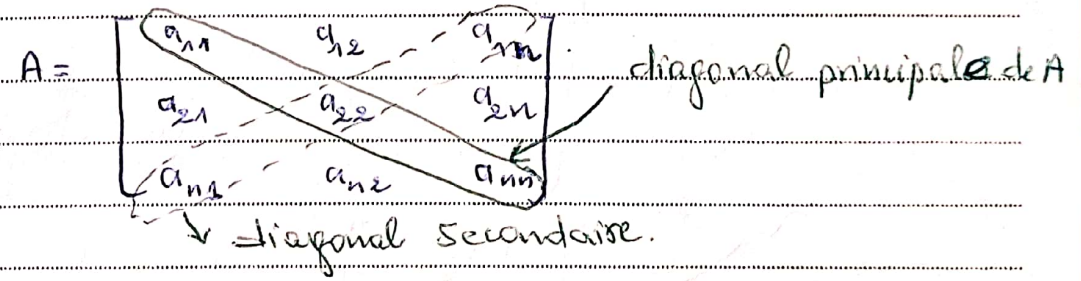 a₁₁ a₁₂ a₁ₙ
A = diagonal principale de A
a₂₁ a₂₂ a₂ₙ
aₙ₁ aₙ₂ aₙₙ
diagonal secondaire.